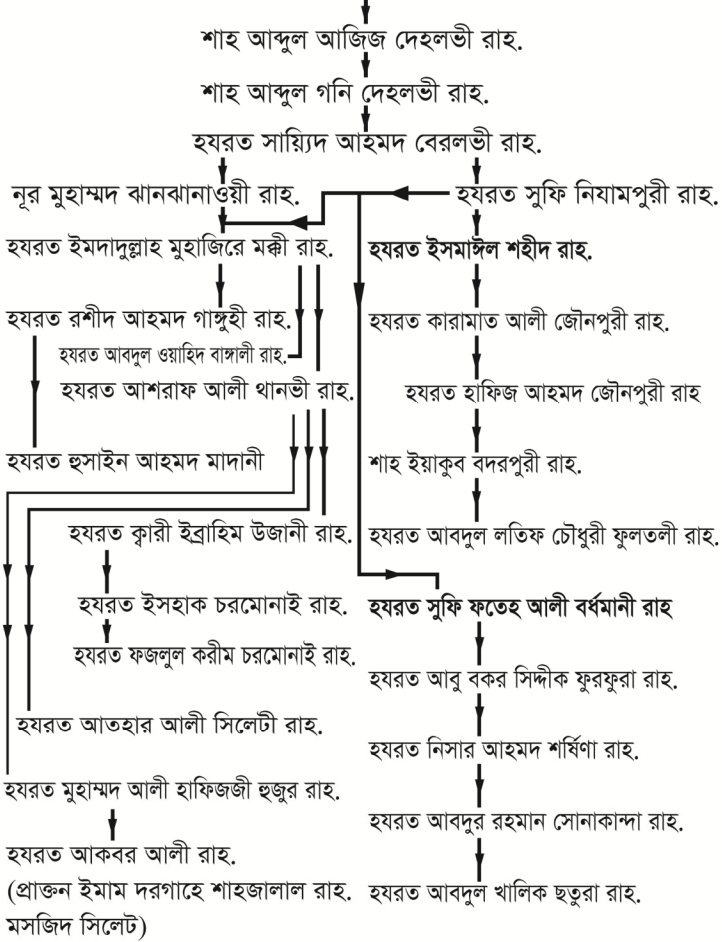 শাহ আব্দুল আজিজ দেহলভী রাহ.
শাহ আব্দুল গনি দেহলভী রাহ.
হযরত সায়্যিদ আহমদ বেরলভী রাহ.
নূর মুহাম্মদ ঝানঝানাওয়ী রাহ.
হযরত সুফি নিযামপুরী রাহ.
হযরত ইমদাদুল্লাহ মুহাজিরে মক্কী রাহ.
হযরত ইসমাঈল শহীদ রাহ.
হযরত রশীদ আহমদ গাঙ্গুহী রাহ.
হযরত কারামাত আলী জৌনপুরী রাহ.
হযরত আবদুল ওয়াহিদ বাঙ্গালী রাহ.
হযরত আশরাফ আলী থানভী রাহ.
হযরত হাফিজ আহমদ জৌনপুরী রাহ
হযরত হুসাইন আহমদ মাদানী
শাহ ইয়াকুব বদরপুরী রাহ.
হযরত ক্বারী ইব্রাহিম উজানী রাহ.
হযরত আবদুল লতিফ চৌধুরী ফুলতলী রাহ.
হযরত ইসহাক চরমোনাই রাহ.
হযরত সুফি ফতেহ আলী বর্ধমানী রাহ
হযরত ফজলুল করীম চরমোনাই রাহ.
হযরত আবু বকর সিদ্দীক ফুরফুরা রাহ.
হযরত আতহার আলী সিলেটী রাহ.
হযরত নিসার আহমদ শর্ষিণা রাহ.
হযরত মুহাম্মদ আলী হাফিজজী হুজুর রাহ.
হযরত আবদুর রহমান সোনাকান্দা রাহ.
হযরত আকবর আলী রাহ.
(প্রাক্তন ইমাম দরগাহে শাহজালাল রাহ.
মসজিদ সিলেট)
হযরত আবদুল খালিক ছতুরা রাহ.